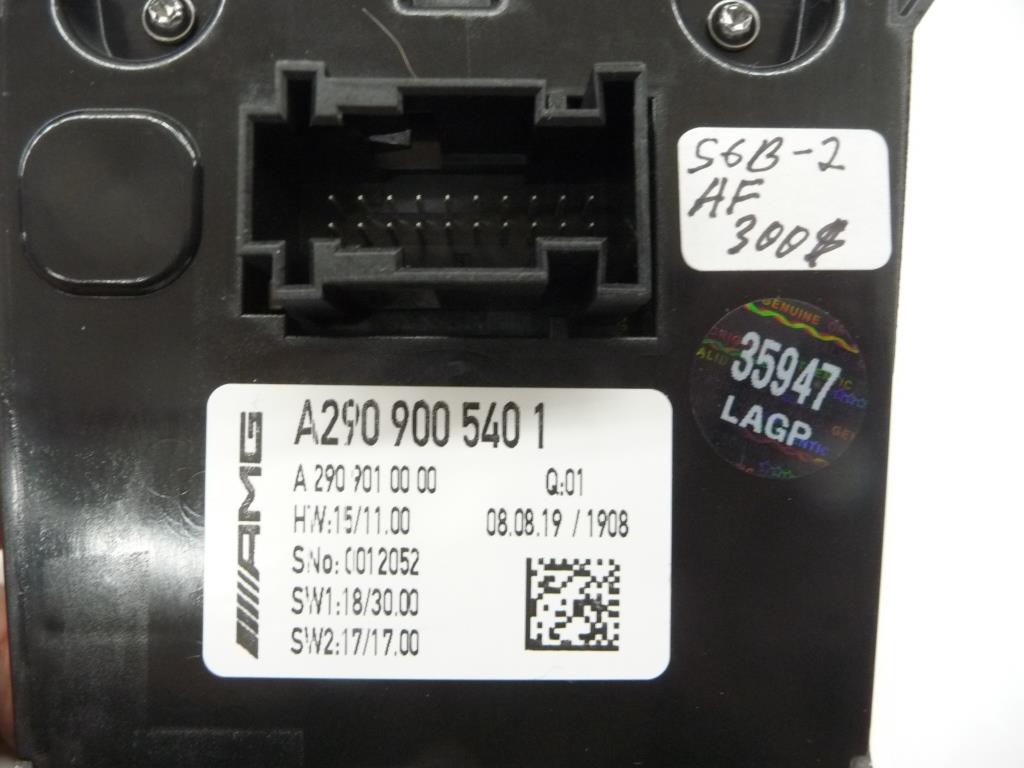 S6B-2
AF
300$
GENUINE
35947
LAGP
AMG
A290 900 540 1
A 290 901 00 00 Q:01
HW:15/11.00 08.08.19 / 1908
SNo: 0012052
SW1:18/30.00
SW2:17/17.00